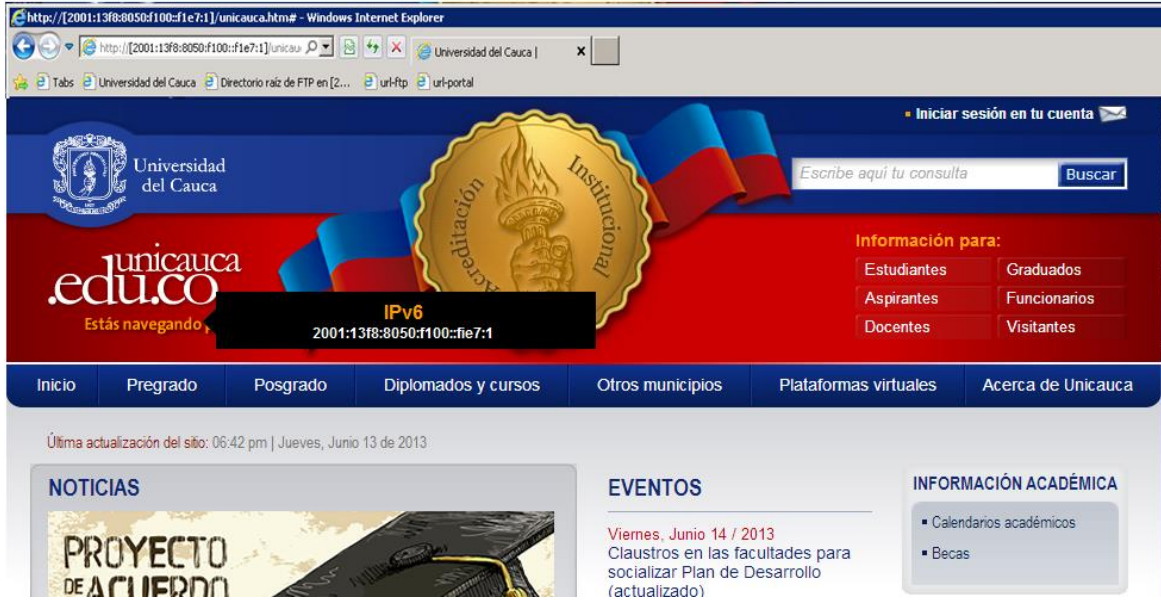 http://[2001:13f8:8050:f100::f1e7:1]/unicauca.htm# - Windows Internet Explorer
http://[2001:13f8:8050:f100::f1e7:1]/unicau
Universidad del Cauca |
Tabs Universidad del Cauca Directorio raíz de FTP en [2... url-ftp url-portal
Iniciar sesión en tu cuenta
Universidad
del Cauca
Escribe aquí tu consulta Buscar
Acreditación Institucional
unicauca
.edu.co
Estás navegando
IPv6
2001:13f8:8050:f100::fie7:1
Información para:
Estudiantes Graduados
Aspirantes Funcionarios
Docentes Visitantes
Inicio Pregrado Posgrado Diplomados y cursos Otros municipios Plataformas virtuales Acerca de Unicauca
Última actualización del sitio: 06:42 pm | Jueves, Junio 13 de 2013
NOTICIAS
PROYECTO
DE ACUERDO
EVENTOS
Viernes, Junio 14 / 2013
Claustros en las facultades para
socializar Plan de Desarrollo
(actualizado)
INFORMACIÓN ACADÉMICA
Calendarios académicos
Becas